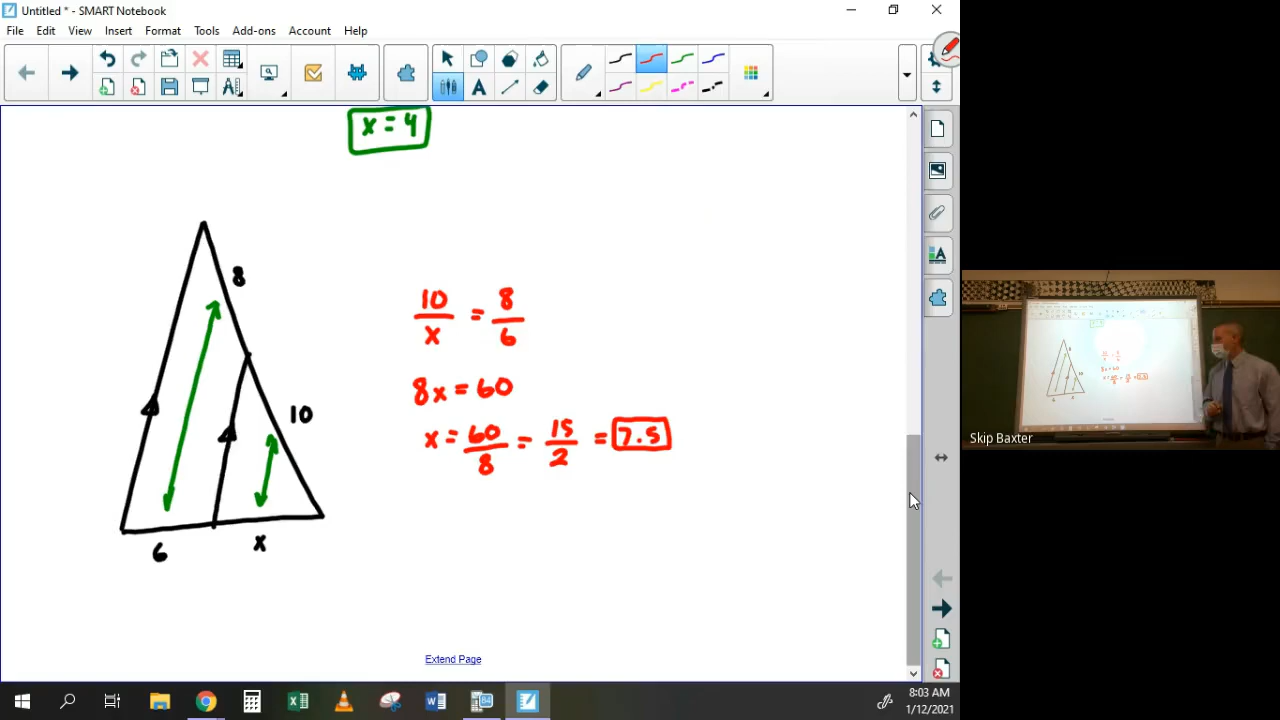 Untitled * - SMART Notebook
File Edit View Insert Format Tools Add-ons Account Help
x = 4
8
10
6
x
10/x = 8/6
8x = 60
x = 60/8 = 15/2 = 7.5
Extend Page
Skip Baxter
8:03 AM
1/12/2021